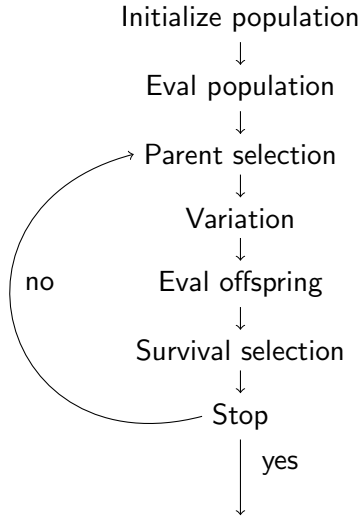 Initialize population
Eval population
Parent selection
Variation
no
Eval offspring
Survival selection
Stop
yes